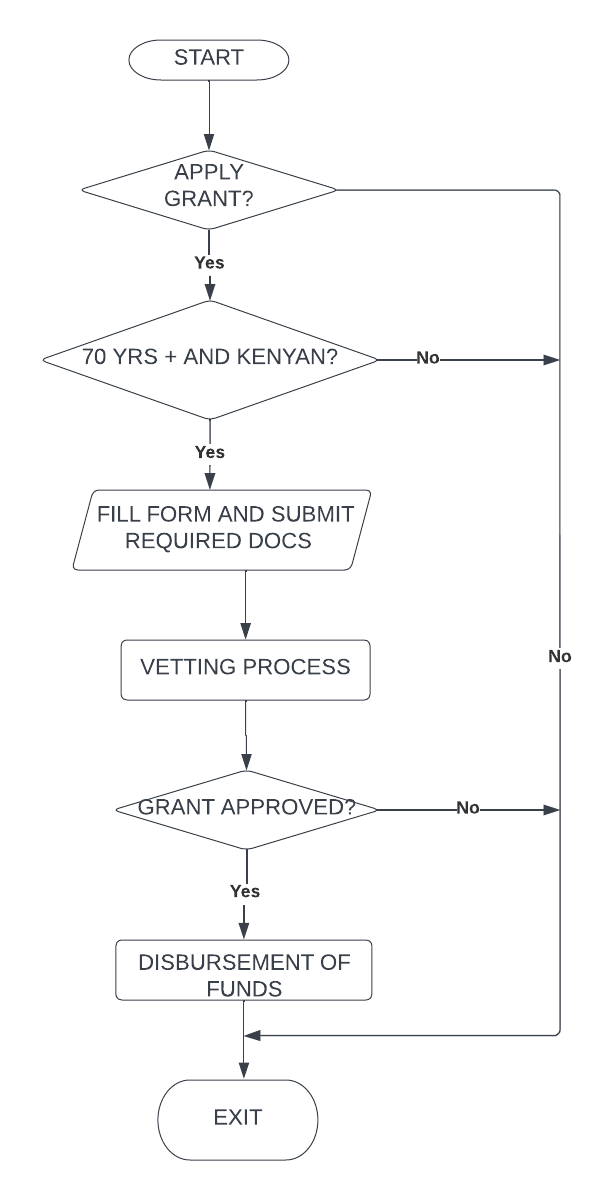 START
APPLY
GRANT?
Yes
70 YRS + AND KENYAN?
No
Yes
FILL FORM AND SUBMIT
REQUIRED DOCS
No
VETTING PROCESS
GRANT APPROVED?
No
Yes
DISBURSEMENT OF
FUNDS
EXIT